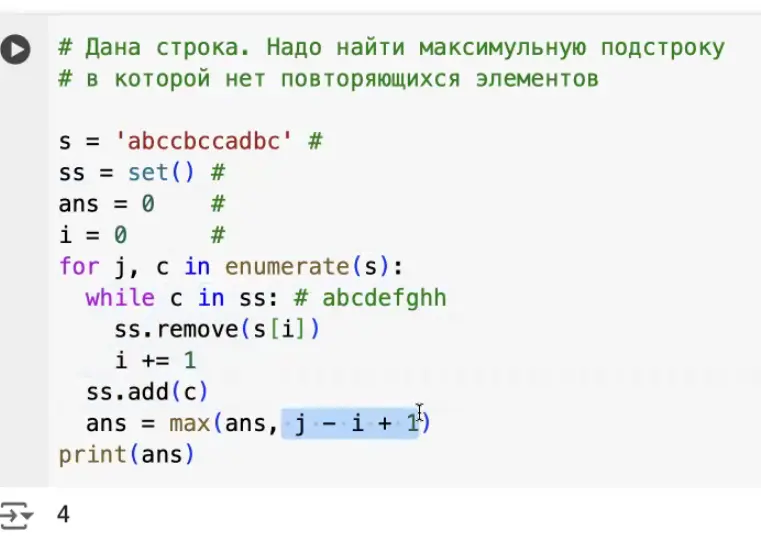 # Дана строка. Надо найти максимульную подстроку
# в которой нет повторяющихся элементов
s = 'abccbccadbc' #
ss = set() #
ans = 0 #
i = 0 #
for j, c in enumerate(s):
while c in ss: # abcdefghh
ss.remove(s[i])
i += 1
ss.add(c)
ans = max(ans, j - i + 1)
print(ans)
4